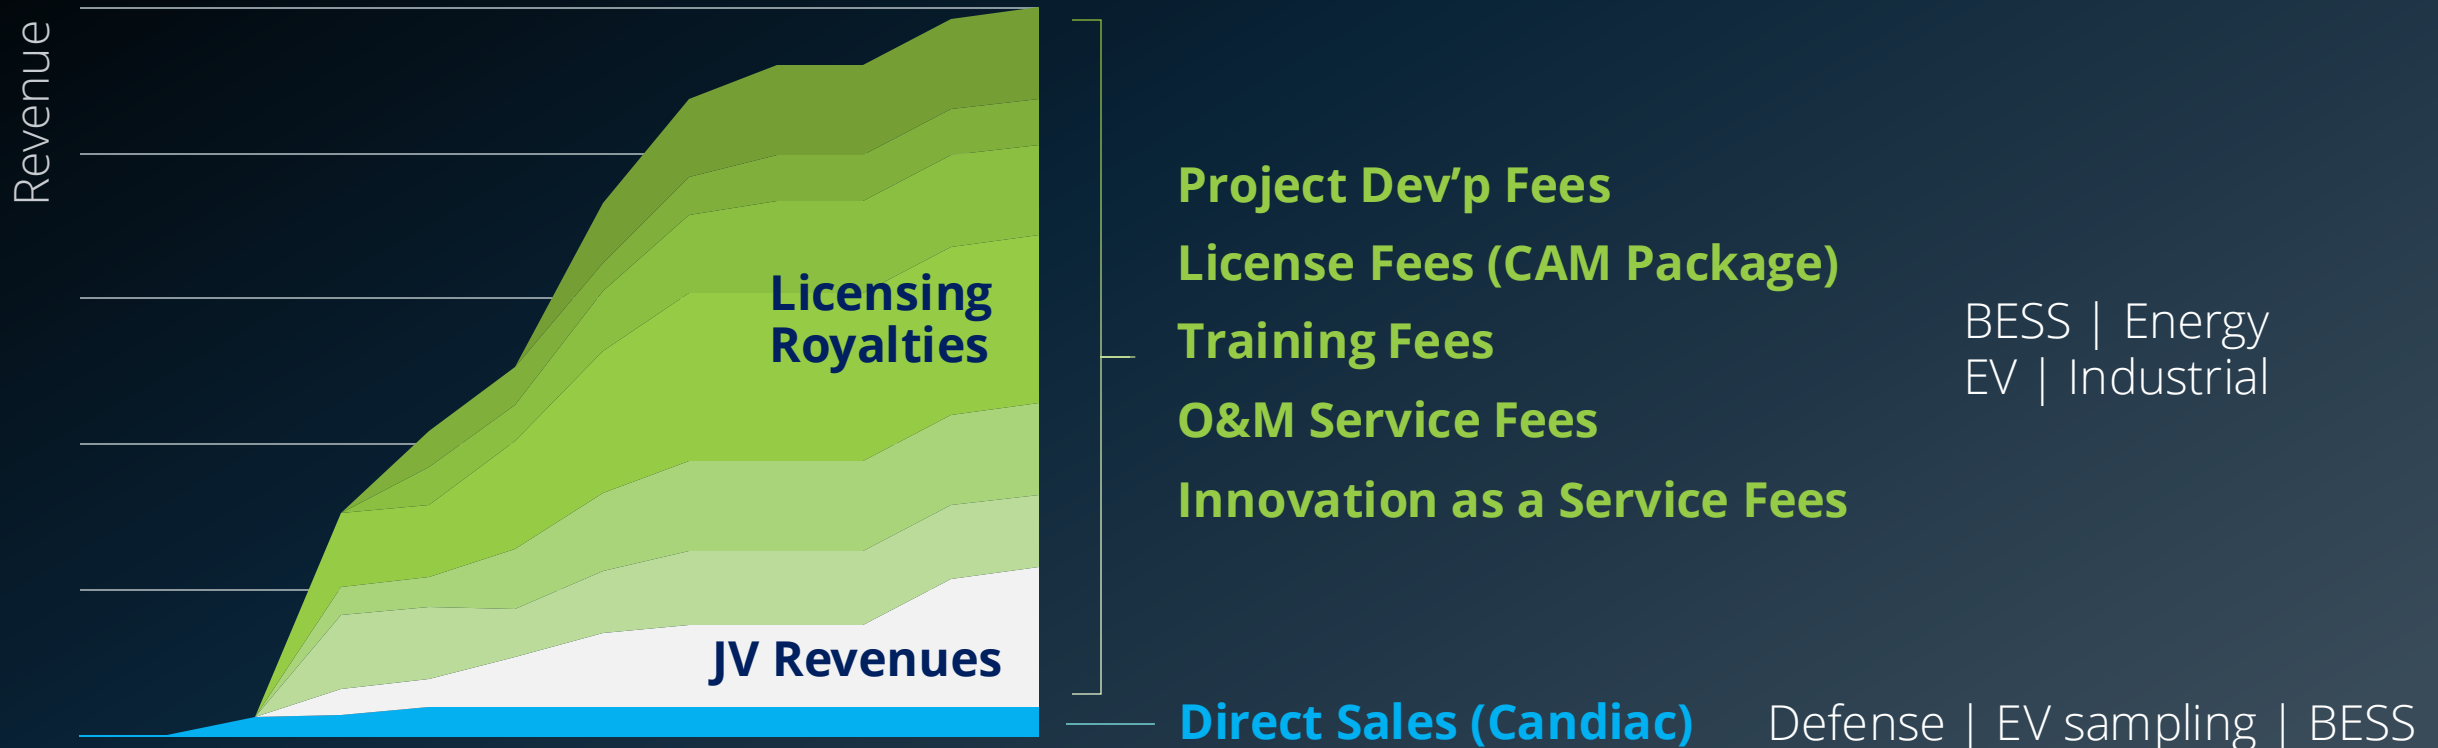 Revenue
Licensing
Royalties
JV Revenues
Project Dev’p Fees
License Fees (CAM Package)
Training Fees
O&M Service Fees
Innovation as a Service Fees
BESS | Energy
EV | Industrial
Direct Sales (Candiac)
Defense | EV sampling | BESS